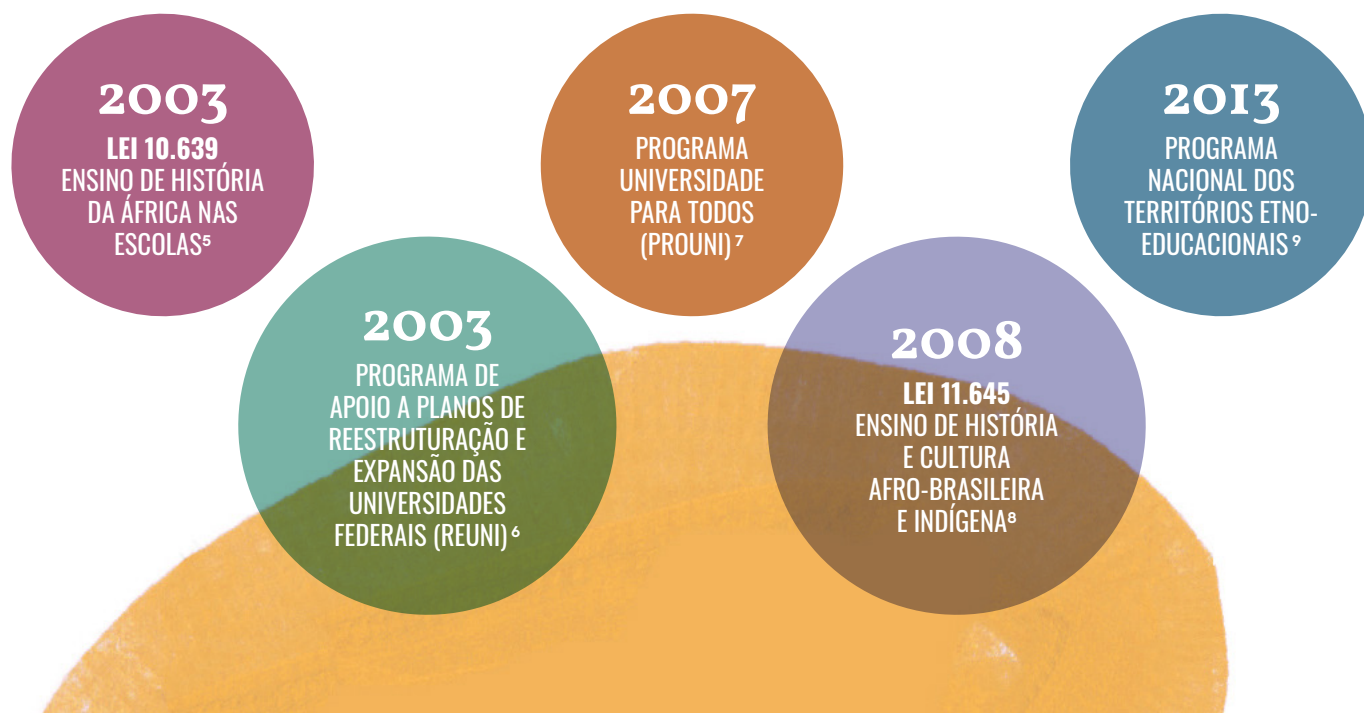 2003
LEI 10.639
ENSINO DE HISTÓRIA
DA ÁFRICA NAS
ESCOLAS⁵
2003
PROGRAMA DE
APOIO A PLANOS DE
REESTRUTURAÇÃO E
EXPANSÃO DAS
UNIVERSIDADES
FEDERAIS (REUNI)⁶
2007
PROGRAMA
UNIVERSIDADE
PARA TODOS
(PROUNI)⁷
2008
LEI 11.645
ENSINO DE HISTÓRIA
E CULTURA
AFRO-BRASILEIRA
E INDÍGENA⁸
2013
PROGRAMA
NACIONAL DOS
TERRITÓRIOS ETNO-
EDUCACIONAIS⁹